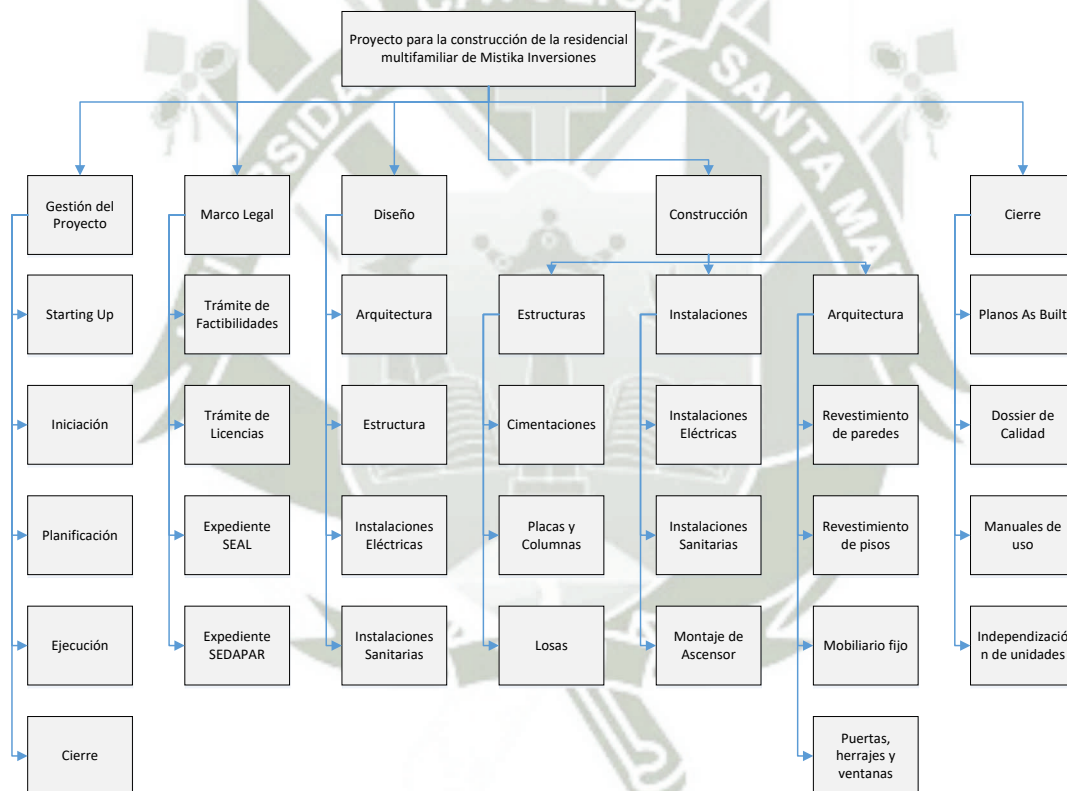 CATÓLICA
UNIVERSIDAD
SANTA MARÍA
Proyecto para la construcción de la residencial
multifamiliar de Mistika Inversiones
Gestión del
Proyecto
Marco Legal
Diseño
Construcción
Cierre
Starting Up
Trámite de
Factibilidades
Arquitectura
Estructuras
Instalaciones
Arquitectura
Planos As Built
Iniciación
Trámite de
Licencias
Estructura
Cimentaciones
Instalaciones
Eléctricas
Revestimiento
de paredes
Dossier de
Calidad
Planificación
Expediente
SEAL
Instalaciones
Eléctricas
Placas y
Columnas
Instalaciones
Sanitarias
Revestimiento
de pisos
Manuales de
uso
Ejecución
Expediente
SEDAPAR
Instalaciones
Sanitarias
Losas
Montaje de
Ascensor
Mobiliario fijo
Independizació
n de unidades
Cierre
Puertas,
herrajes y
ventanas